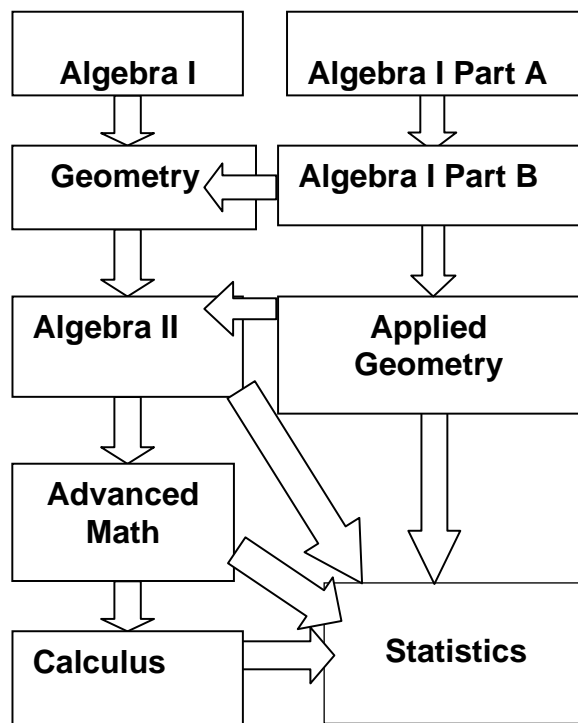 Algebra I
Algebra I Part A
Geometry
Algebra I Part B
Algebra II
Applied
Geometry
Advanced
Math
Calculus
Statistics